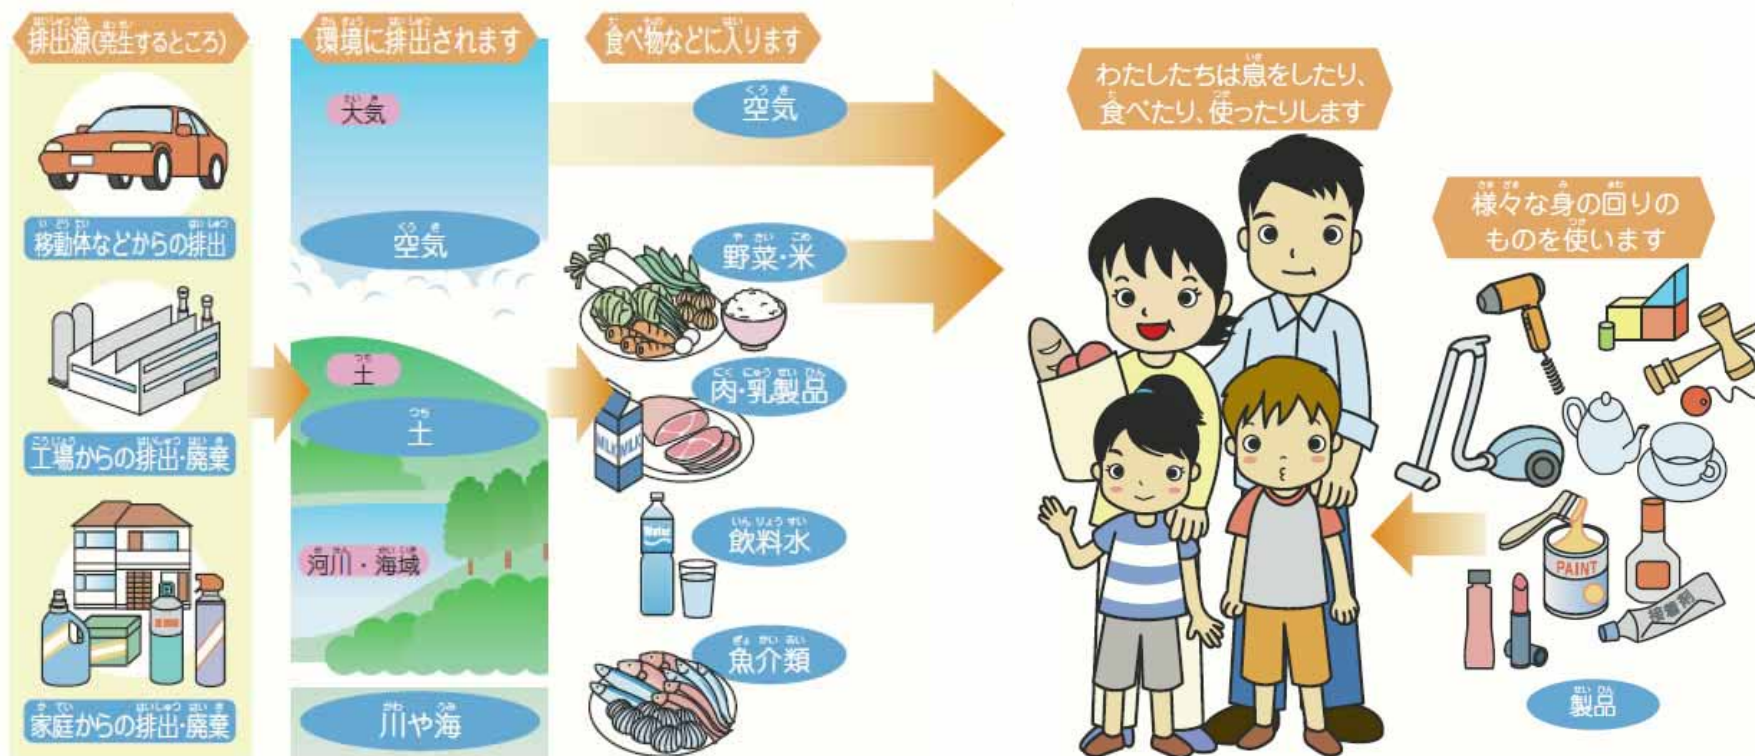 排出源(発生するところ)
移動体などからの排出
工場からの排出・廃棄
家庭からの排出・廃棄
環境に排出されます
大気
空気
土
土
河川・海域
川や海
食べ物などに入ります
空気
野菜・米
肉・乳製品
MILK
MILK
飲料水
Water
魚介類
わたしたちは息をしたり、
食べたり、使ったりします
様々な身の回りの
ものを使います
PAINT
接着剤
製品